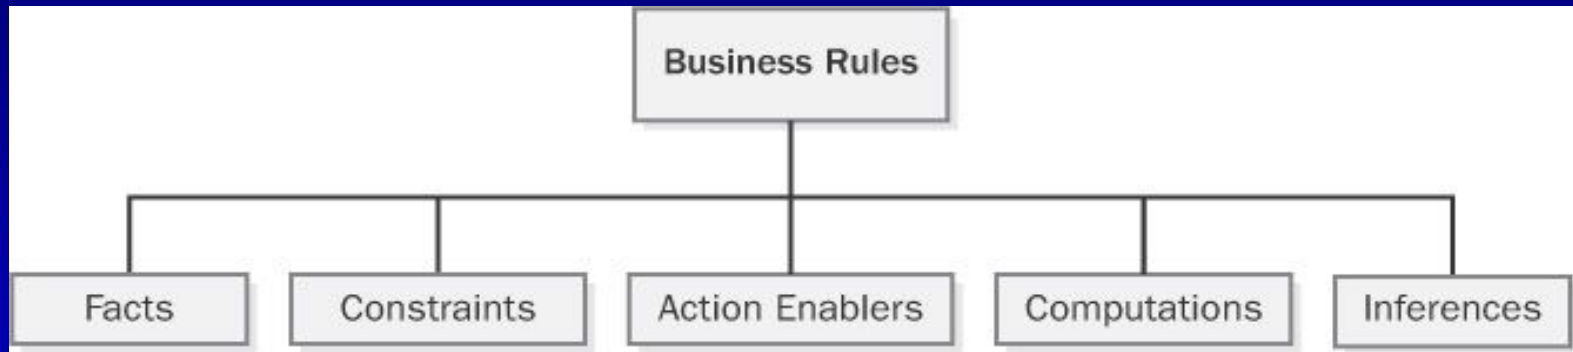 Business Rules
Facts
Constraints
Action Enablers
Computations
Inferences